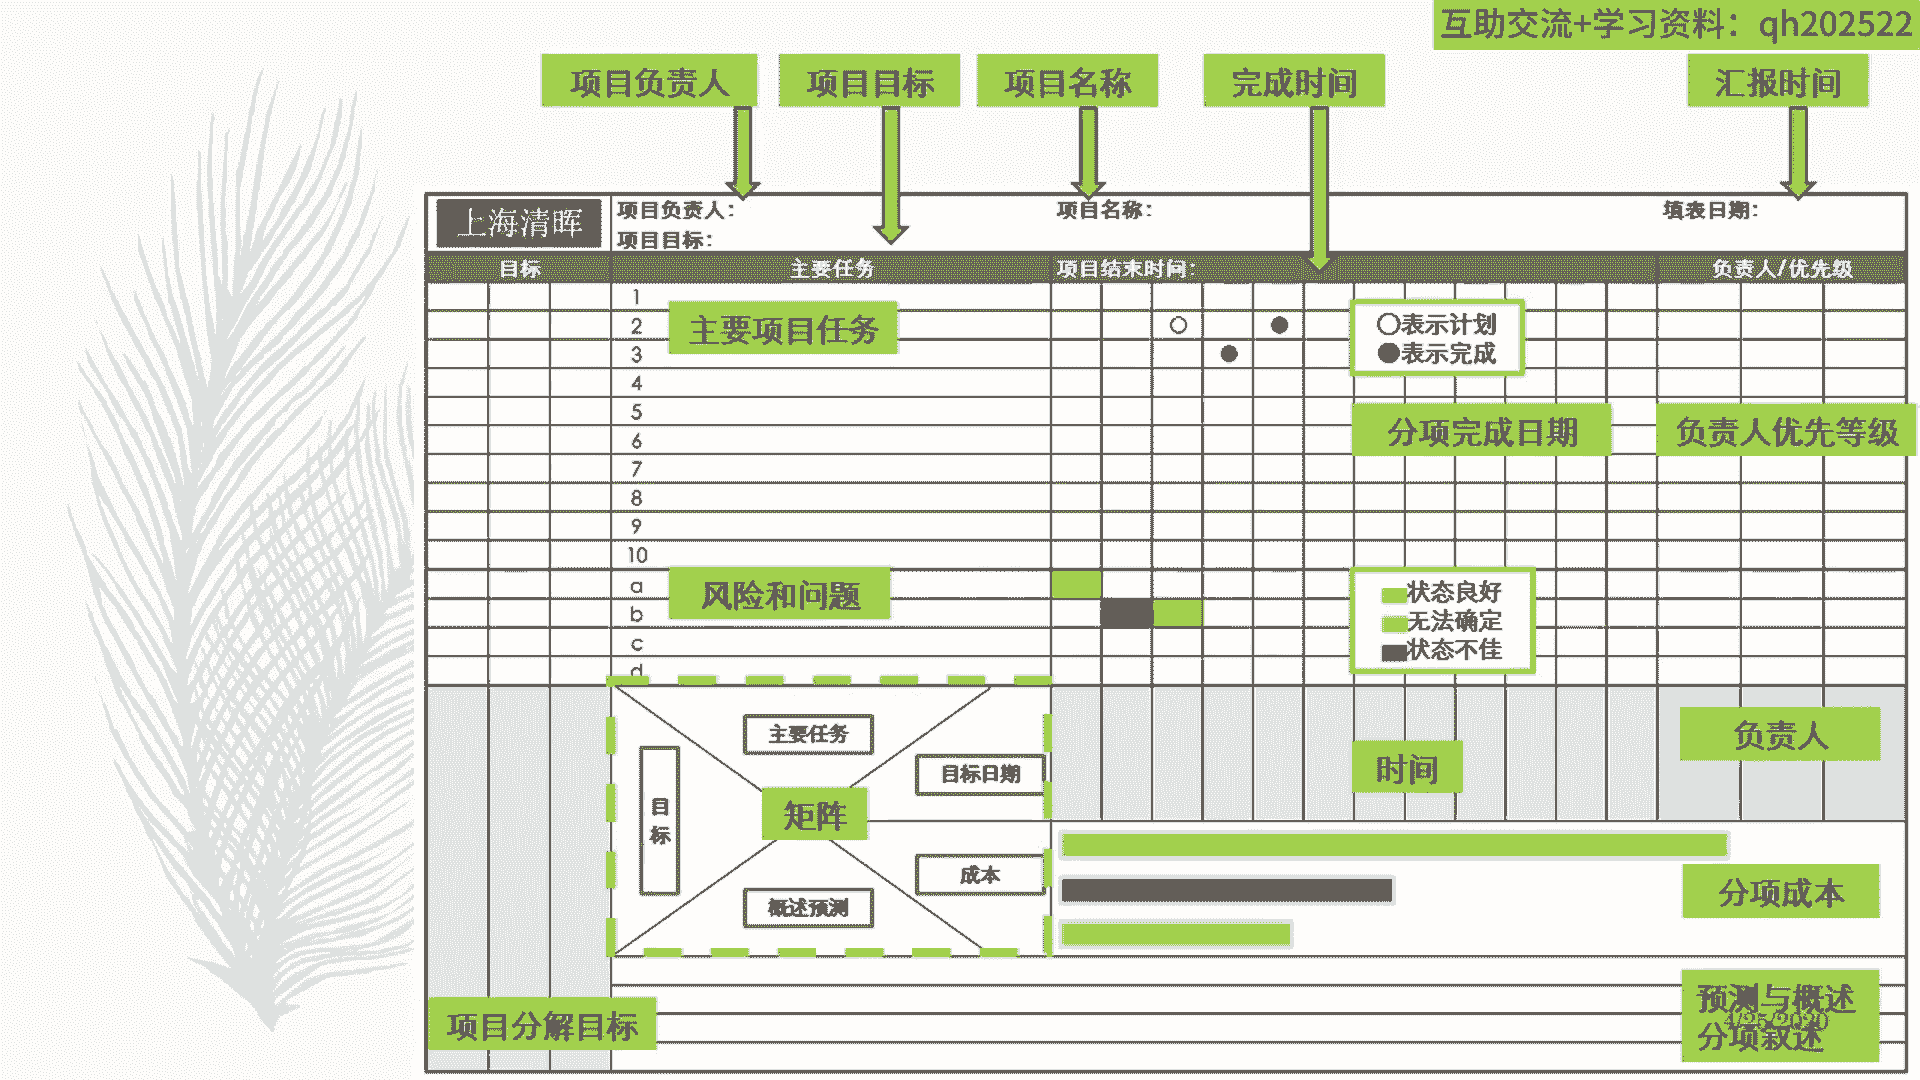 互助交流+学习资料：qh202522
项目负责人
项目目标
项目名称
完成时间
汇报时间
上海清晖
项目负责人：
项目名称：
填表日期：
项目目标：
目标
主要任务
项目结束时间：
负责人/优先级
1
2
3
4
5
6
7
8
9
10
a
b
c
d
主要项目任务
〇表示计划
●表示完成
分项完成日期
负责人优先等级
风险和问题
状态良好
无法确定
状态不佳
主要任务
目标日期
目标
矩阵
成本
概述预测
时间
负责人
分项成本
项目分解目标
预测与概述
4/25/2020
分项叙述